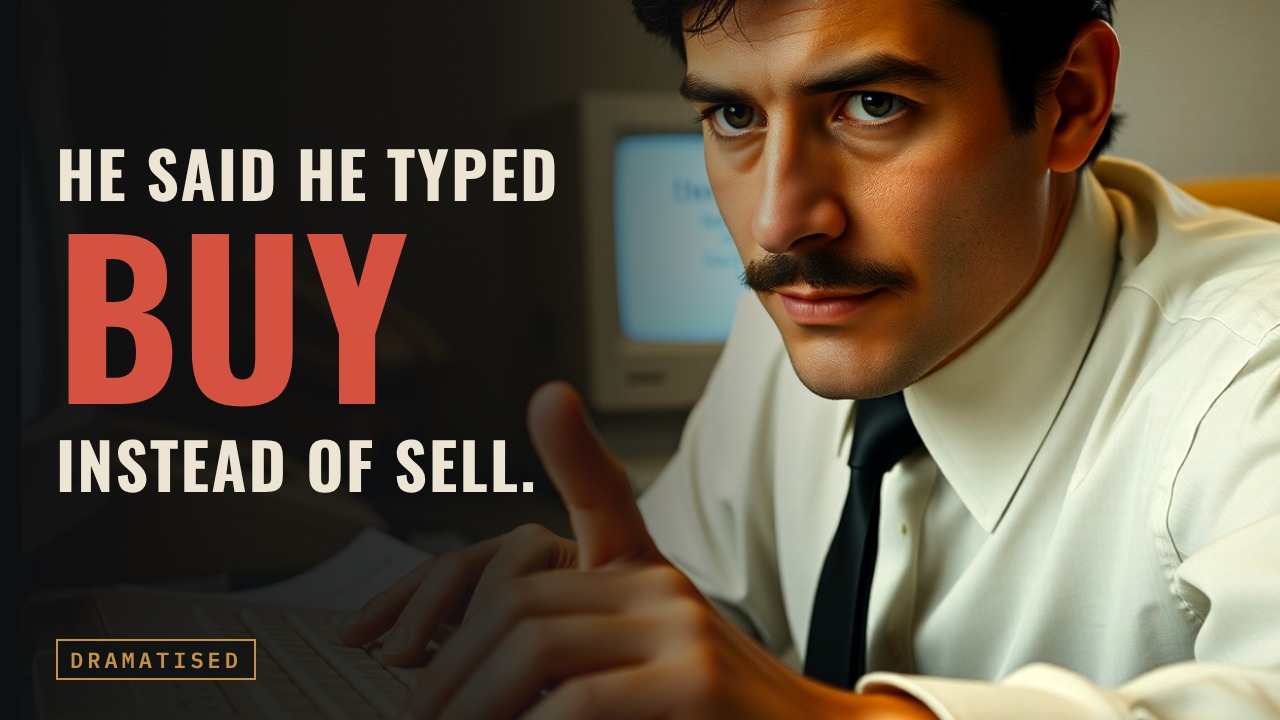 HE SAID HE TYPED
BUY
INSTEAD OF SELL.
DRAMATISED